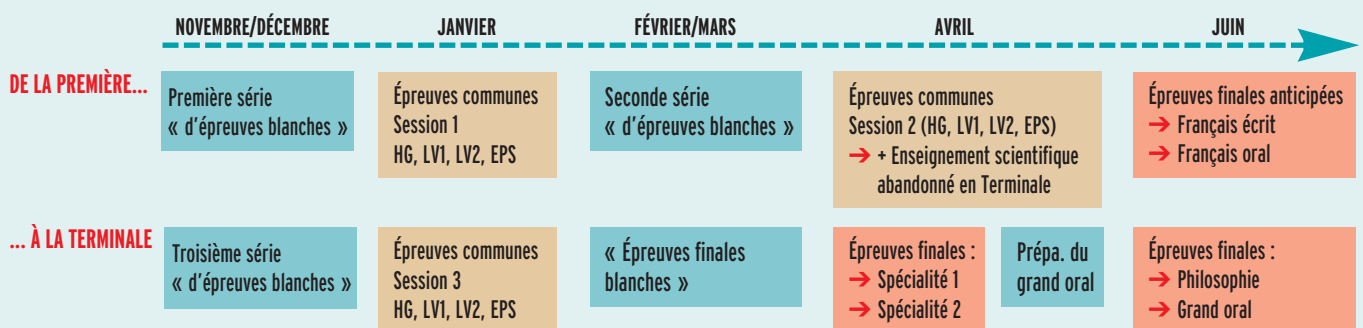 NOVEMBRE/DÉCEMBRE
JANVIER
FÉVRIER/MARS
AVRIL
JUIN
DE LA PREMIÈRE...
Première série
« d'épreuves blanches »
Épreuves communes
Session 1
HG, LV1, LV2, EPS
Seconde série
« d'épreuves blanches »
Épreuves communes
Session 2 (HG, LV1, LV2, EPS)
➔ + Enseignement scientifique
abandonné en Terminale
Épreuves finales anticipées
➔ Français écrit
➔ Français oral
... À LA TERMINALE
Troisième série
« d'épreuves blanches »
Épreuves communes
Session 3
HG, LV1, LV2, EPS
« Épreuves finales
blanches »
Épreuves finales :
➔ Spécialité 1
➔ Spécialité 2
Prépa. du
grand oral
Épreuves finales :
➔ Philosophie
➔ Grand oral